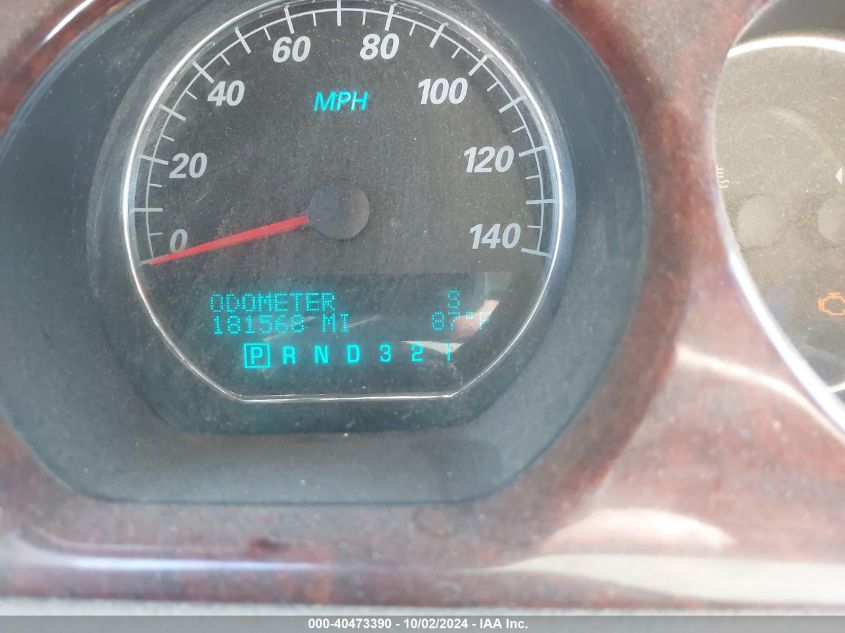 60 80
40 MPH 100
20 120
0 140
ODOMETER S
181568 MI 87°F
P R N D 3 2 1
000-40473390 - 10/02/2024 - IAA Inc.